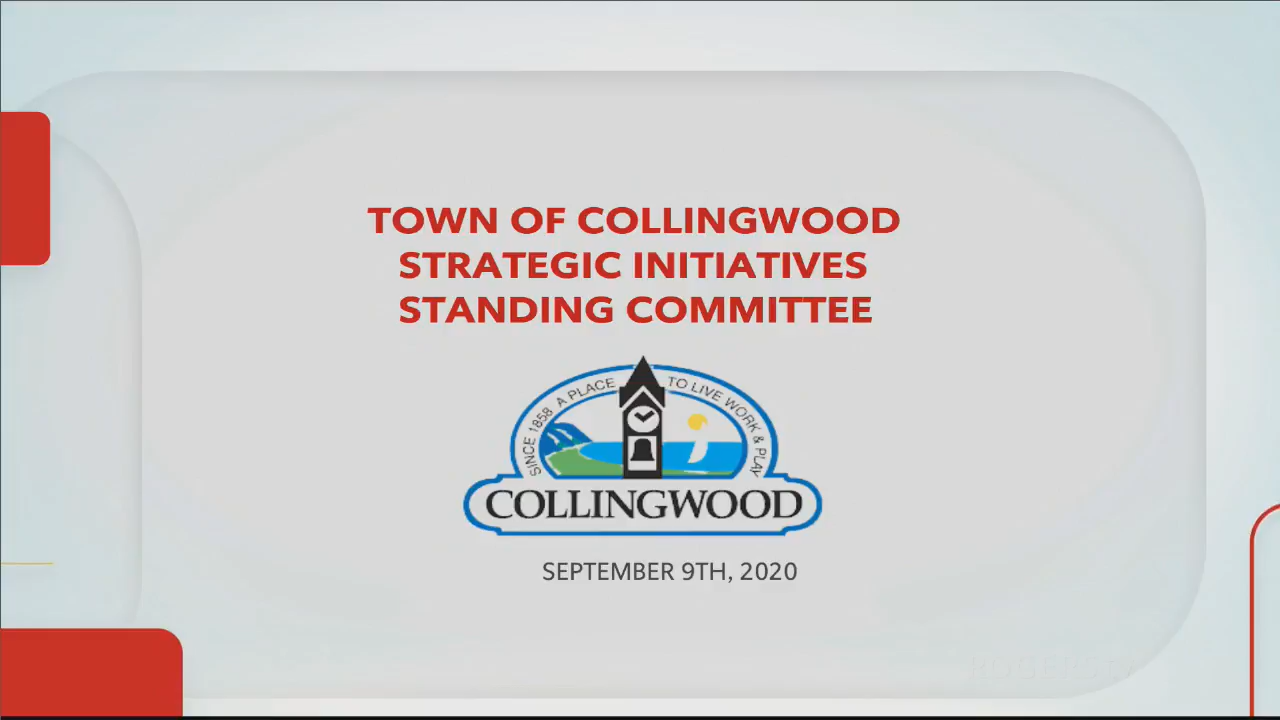 TOWN OF COLLINGWOOD
STRATEGIC INITIATIVES
STANDING COMMITTEE
SINCE 1858 A PLACE TO LIVE WORK & PLAY
COLLINGWOOD
SEPTEMBER 9TH, 2020